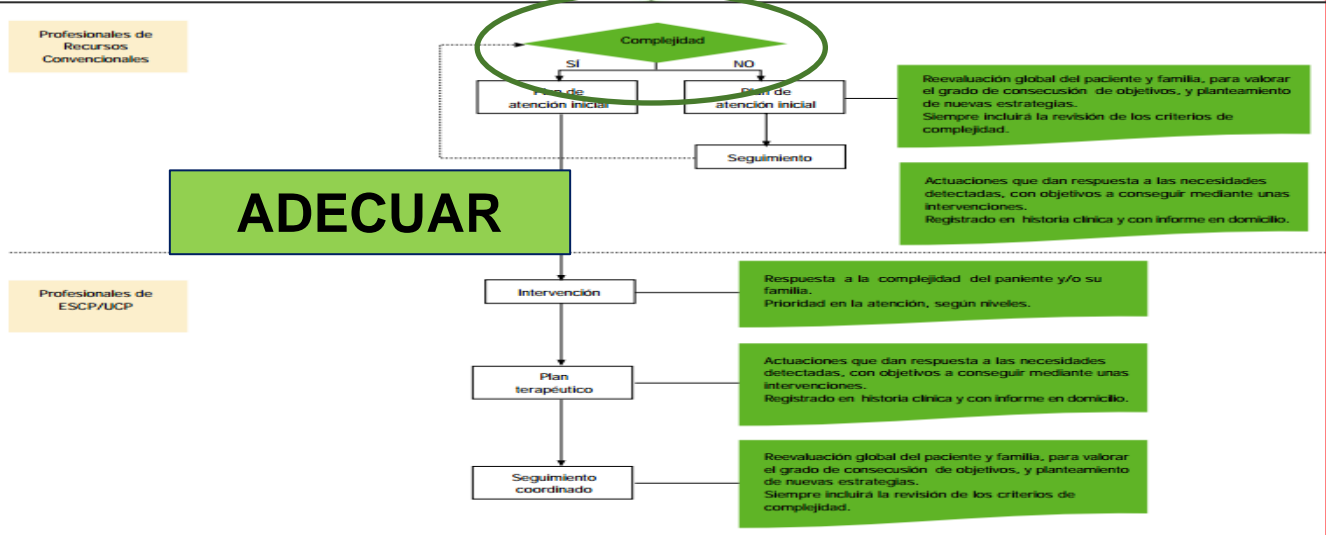 Profesionales de
Recursos
Convencionales
Complejidad
SÍ
NO
Plan de
atención inicial
Plan de
atención inicial
Reevaluación global del paciente y familia, para valorar
el grado de consecusión de objetivos, y planteamiento
de nuevas estrategias.
Siempre incluirá la revisión de los criterios de
complejidad.
Seguimiento
Actuaciones que dan respuesta a las necesidades
detectadas, con objetivos a conseguir mediante unas
intervenciones.
Registrado en historia clínica y con informe en domicilio.
ADECUAR
Profesionales de
ESCP/UCP
Intervención
Respuesta a la complejidad del paniente y/o su
familia.
Prioridad en la atención, según niveles.
Plan
terapéutico
Actuaciones que dan respuesta a las necesidades
detectadas, con objetivos a conseguir mediante unas
intervenciones.
Registrado en historia clínica y con informe en domicilio.
Seguimiento
coordinado
Reevaluación global del paciente y familia, para valorar
el grado de consecusión de objetivos, y planteamiento
de nuevas estrategias.
Siempre incluirá la revisión de los criterios de
complejidad.